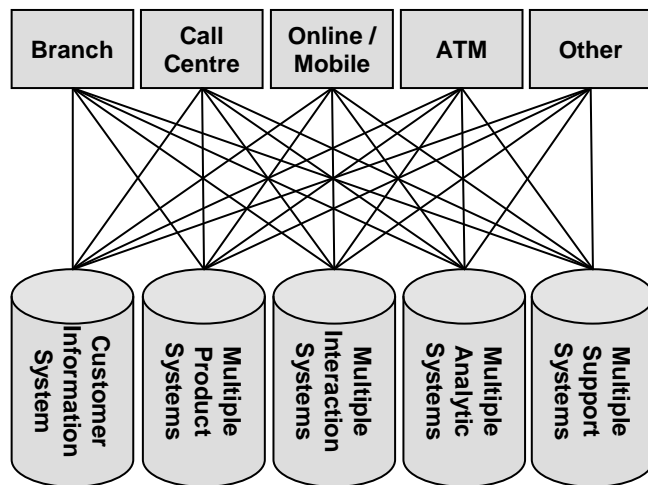 Branch
Call
Centre
Online /
Mobile
ATM
Other
Customer
Information
System
Multiple
Product
Systems
Multiple
Interaction
Systems
Multiple
Analytic
Systems
Multiple
Support
Systems